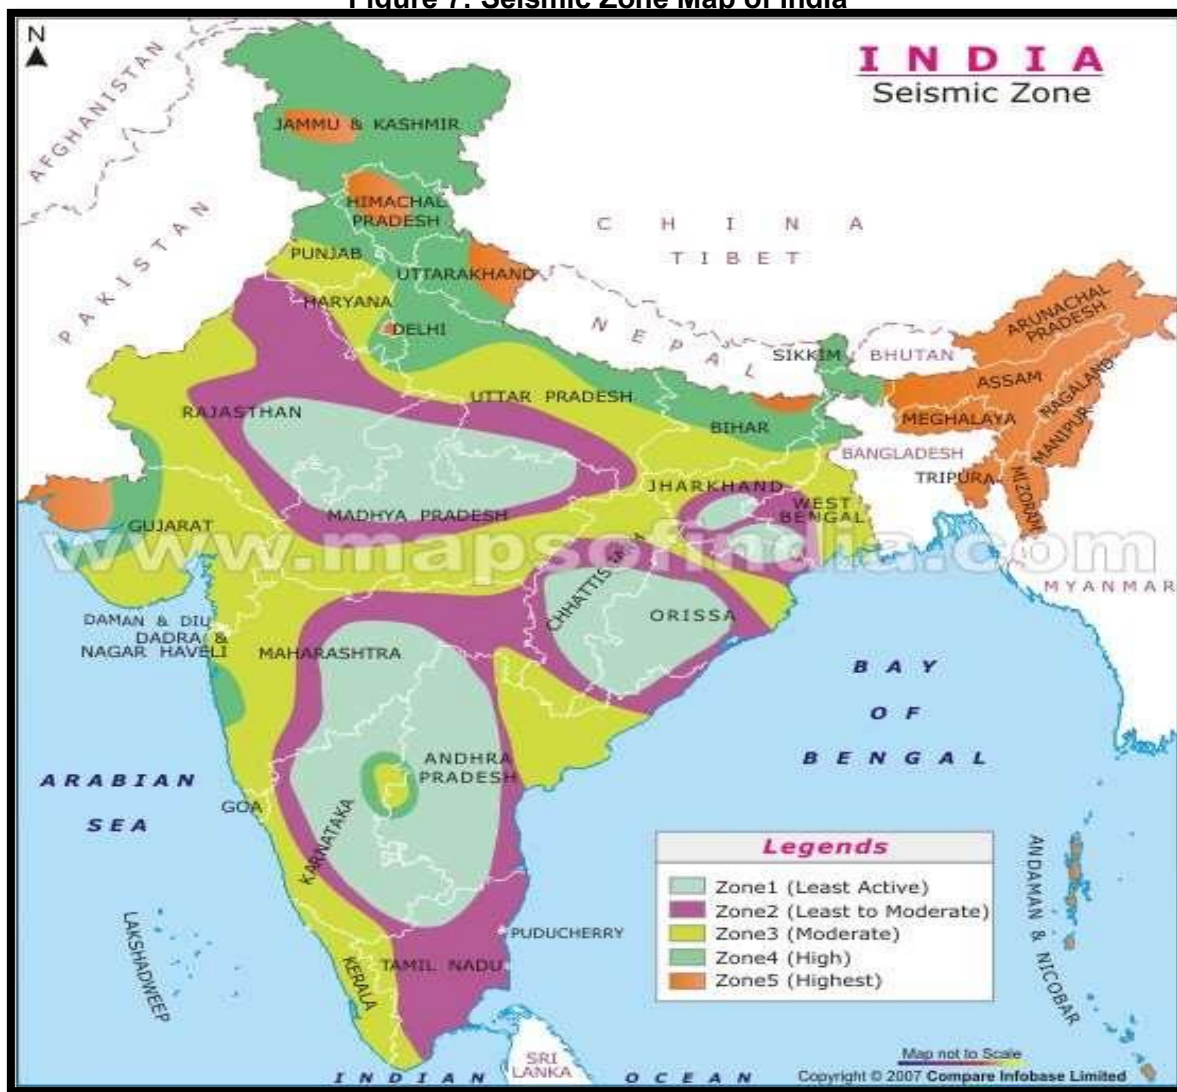 Figure 7: Seismic Zone Map of India
N
INDIA
Seismic Zone
AFGHANISTAN
PAKISTAN
CHINA
TIBET
NEPAL
BHUTAN
BANGLADESH
MYANMAR
SRI
LANKA
JAMMU & KASHMIR
HIMACHAL
PRADESH
PUNJAB
UTTARAKHAND
HARYANA
DELHI
SIKKIM
ARUNACHAL
PRADESH
ASSAM
NAGALAND
MEGHALAYA
MANIPUR
TRIPURA
MIZORAM
RAJASTHAN
UTTAR PRADESH
BIHAR
JHARKHAND
WEST
BENGAL
MADHYA PRADESH
GUJARAT
www.mapsofindia.com
CHHATTISGARH
ORISSA
DAMAN & DIU
DADRA &
NAGAR HAVELI
MAHARASHTRA
ANDHRA
PRADESH
GOA
KARNATAKA
PUDUCHERRY
TAMIL NADU
KERALA
LAKSHADWEEP
ANDAMAN & NICOBAR
ARABIAN
SEA
BAY
OF
BENGAL
INDIAN OCEAN
Legends
Zone1 (Least Active)
Zone2 (Least to Moderate)
Zone3 (Moderate)
Zone4 (High)
Zone5 (Highest)
Map not to Scale
Copyright © 2007 Compare Infobase Limited